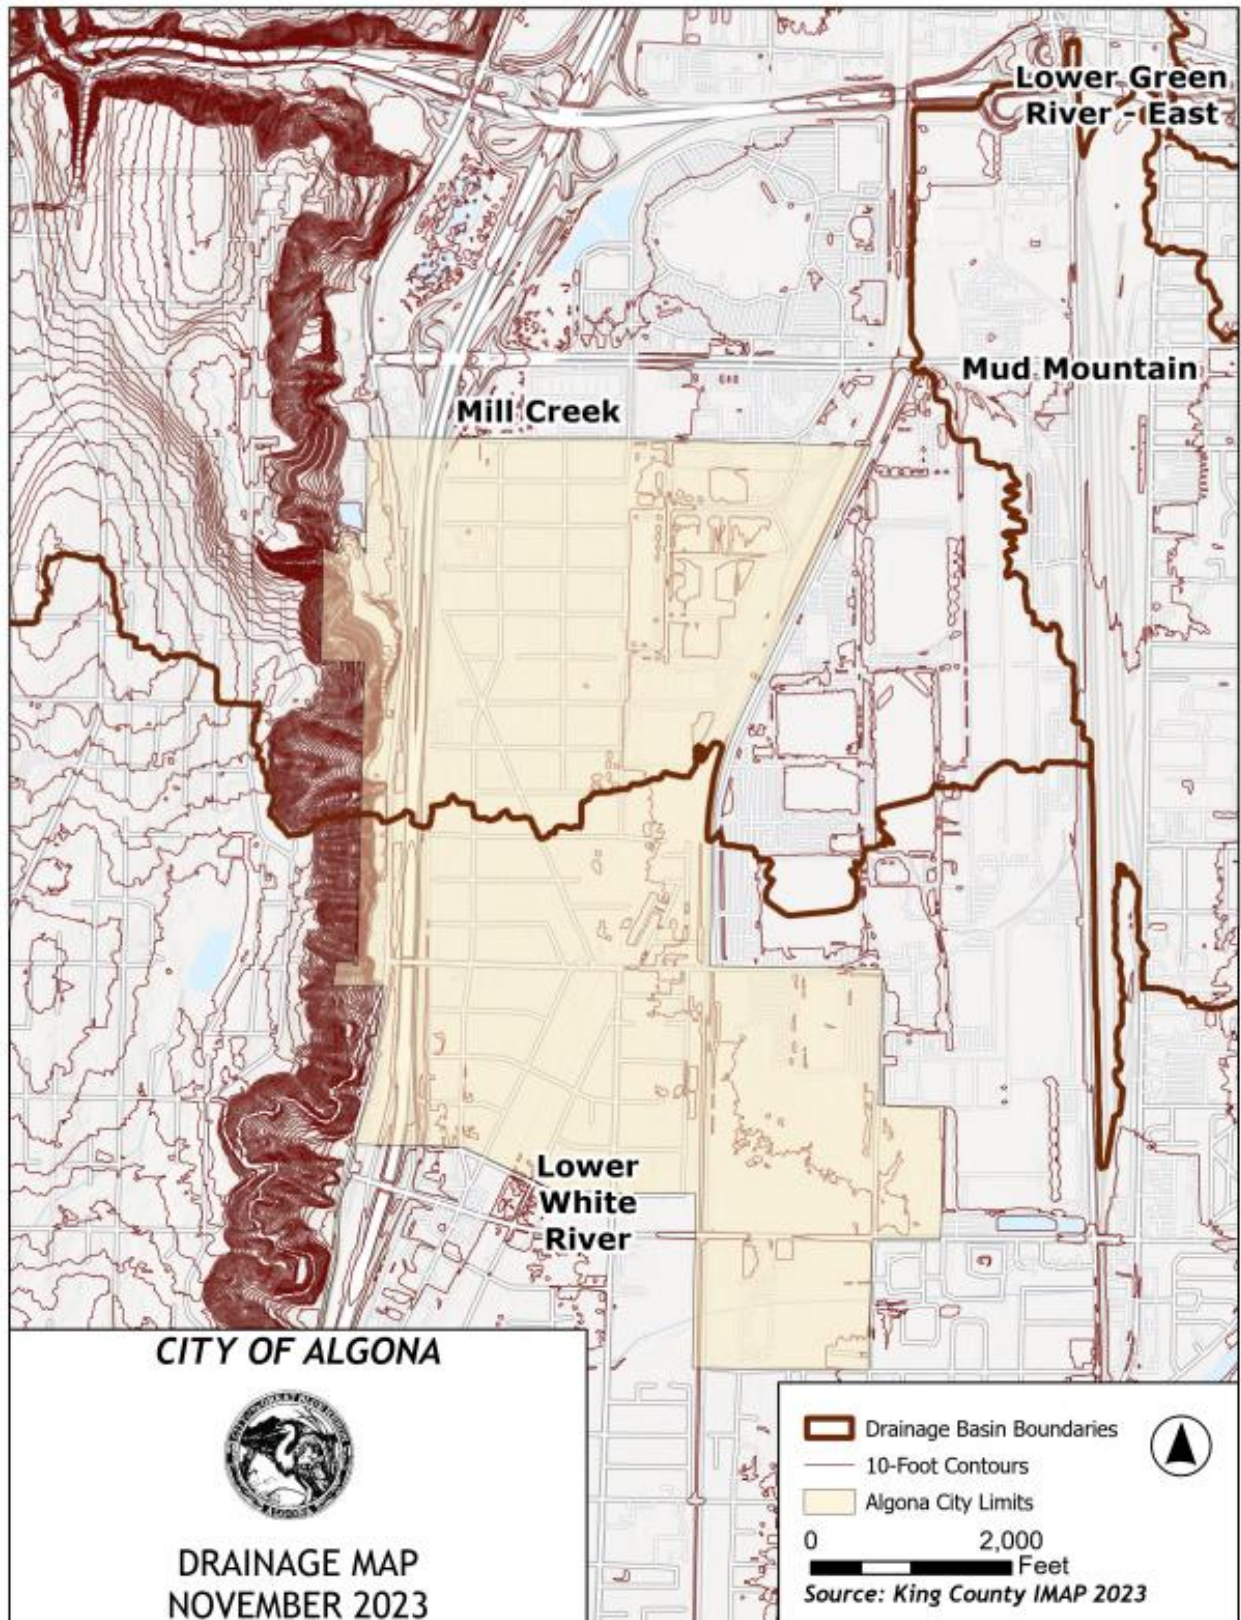 Lower Green
River - East
Mud Mountain
Mill Creek
Lower
White
River
CITY OF ALGONA
ALGONA
DRAINAGE MAP
NOVEMBER 2023
Drainage Basin Boundaries
10-Foot Contours
Algona City Limits
0 2,000
Feet
Source: King County IMAP 2023